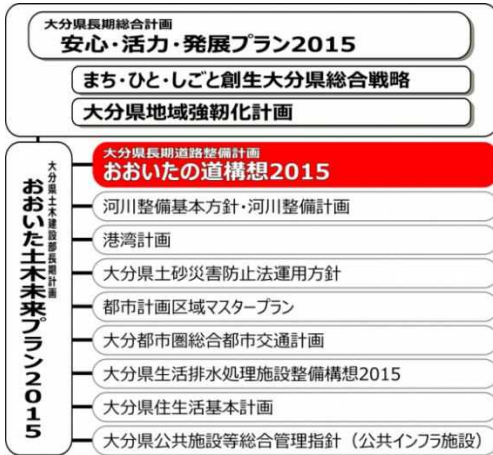 大分県長期総合計画
安心・活力・発展プラン2015
まち・ひと・しごと創生大分県総合戦略
大分県地域強靭化計画
大分県土木建設部長期計画
おおいた土木未来プラン2015
大分県長期道路整備計画
おおいたの道構想2015
河川整備基本方針・河川整備計画
港湾計画
大分県土砂災害防止法運用方針
都市計画区域マスタープラン
大分都市圏総合都市交通計画
大分県生活排水処理施設整備構想2015
大分県住生活基本計画
大分県公共施設等総合管理指針（公共インフラ施設）